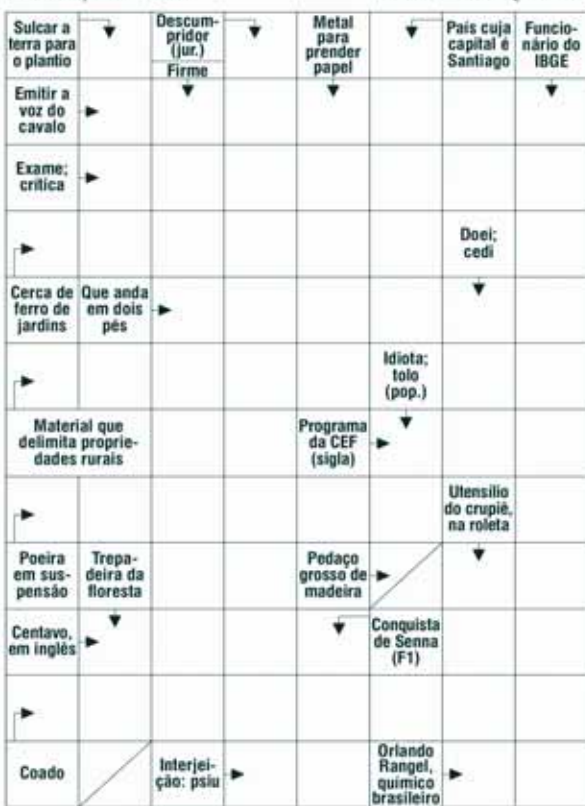 Sulcar a
terra para
o plantio
Descum-
pridor
(jur.)
Firme
Metal
para
prender
papel
País cuja
capital é
Santiago
Funcio-
nário do
IBGE
Emitir a
voz do
cavalo
Exame;
crítica
Doei;
cedi
Cerca de
ferro de
jardins
Que anda
em dois
pés
Idiota;
tolo
(pop.)
Material que
delimita proprie-
dades rurais
Programa
da CEF
(sigla)
Utensílio
do crupiê,
na roleta
Poeira
em sus-
pensão
Trepa-
deira da
floresta
Pedaço
grosso de
madeira
Centavo,
em inglês
Conquista
de Senna
(F1)
Coado
Interjei-
ção: psiu
Orlando
Rangel,
químico
brasileiro